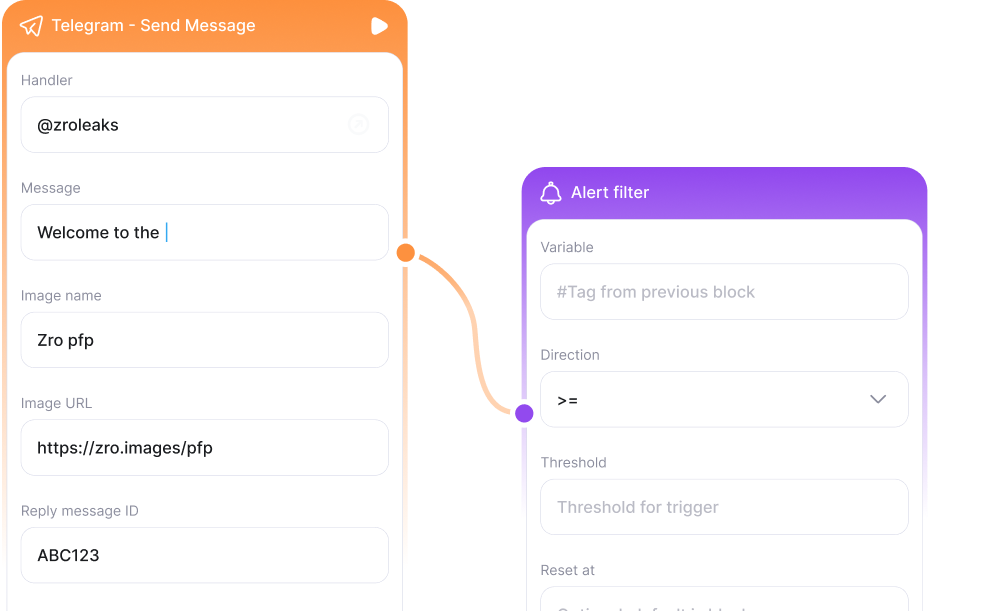 Telegram - Send Message
Handler
@zroleaks
Message
Welcome to the
Image name
Zro pfp
Image URL
https://zro.images/pfp
Reply message ID
ABC123
Alert filter
Variable
#Tag from previous block
Direction
>=
Threshold
Threshold for trigger
Reset at